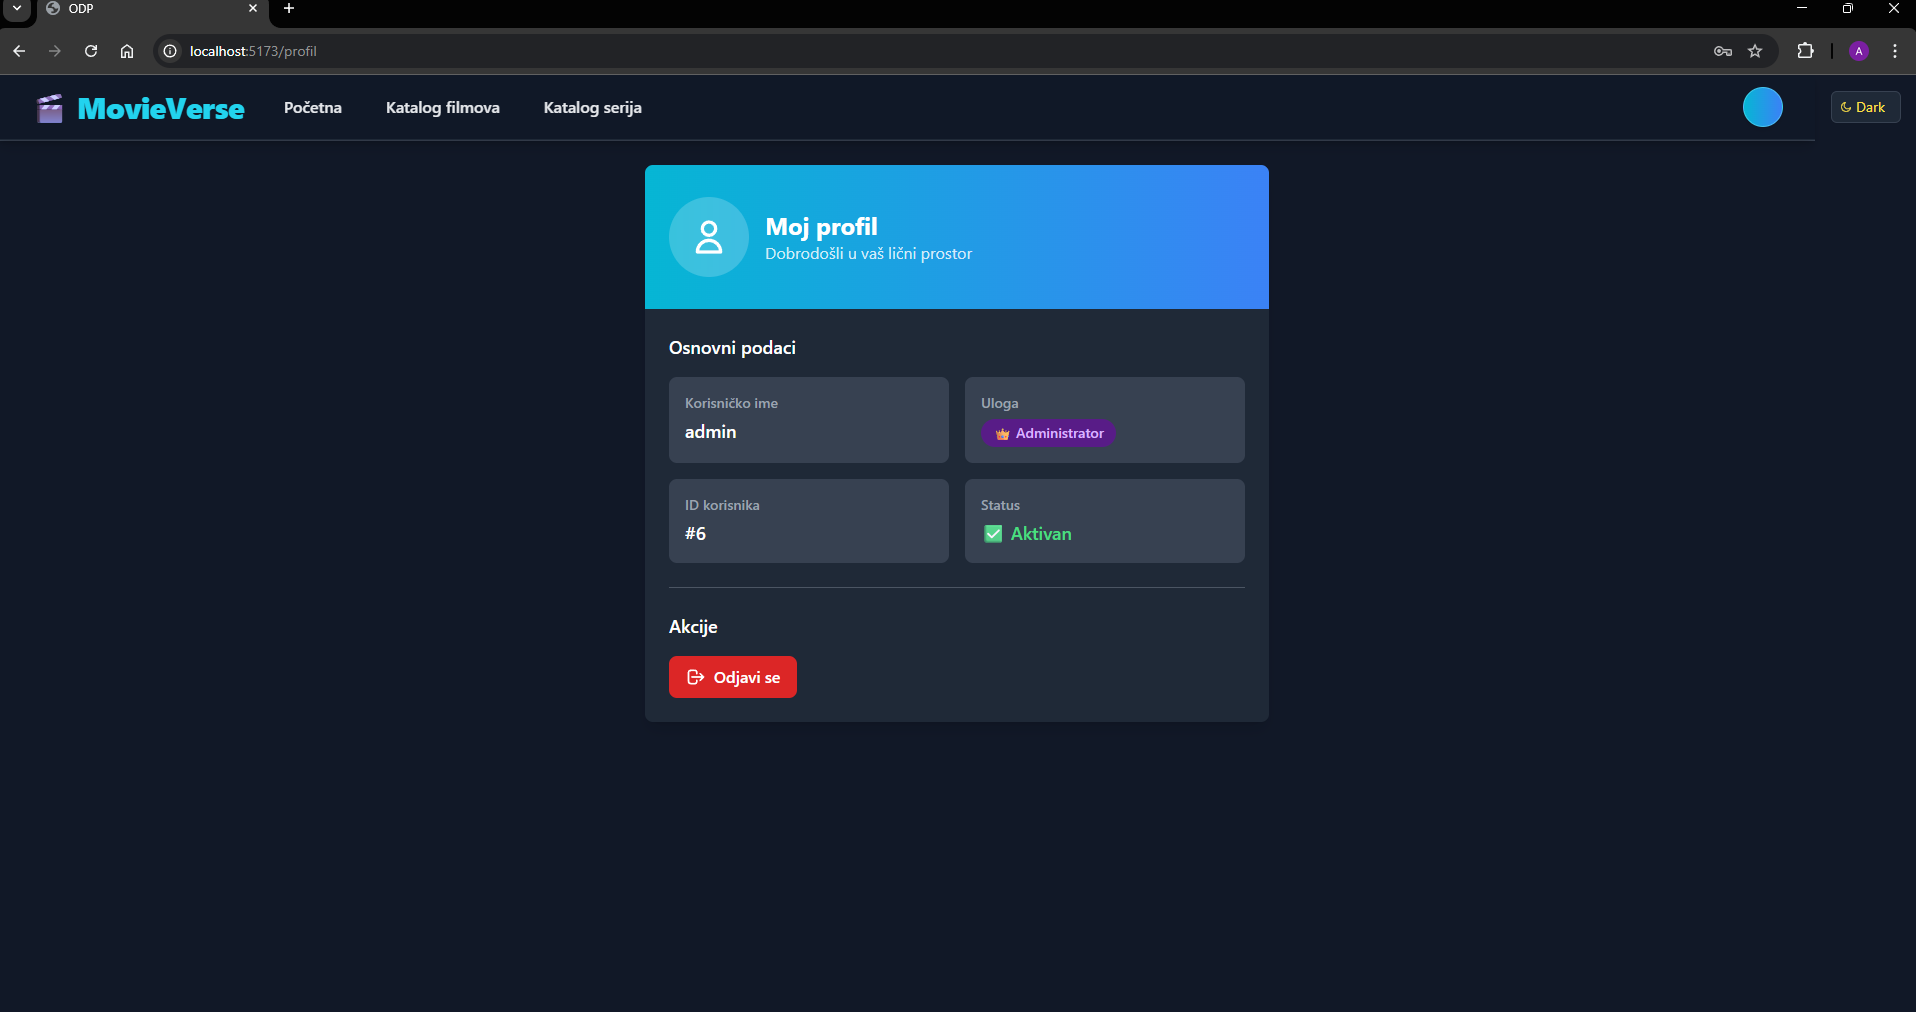 ODP
localhost:5173/profil
A
MovieVerse
Početna
Katalog filmova
Katalog serija
Dark
Moj profil
Dobrodošli u vaš lični prostor
Osnovni podaci
Korisničko ime
admin
Uloga
Administrator
ID korisnika
#6
Status
Aktivan
Akcije
Odjavi se